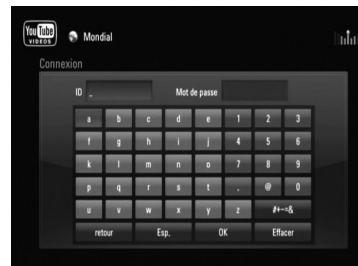 You Tube Mondial
VIDEOS
Connexion
ID _ Mot de passe
a b c d e 1 2 3
f g h i j 4 5 6
k l m n o 7 8 9
p q r s t . @ 0
u v w x y z #+-=&
retour Esp. OK Effacer